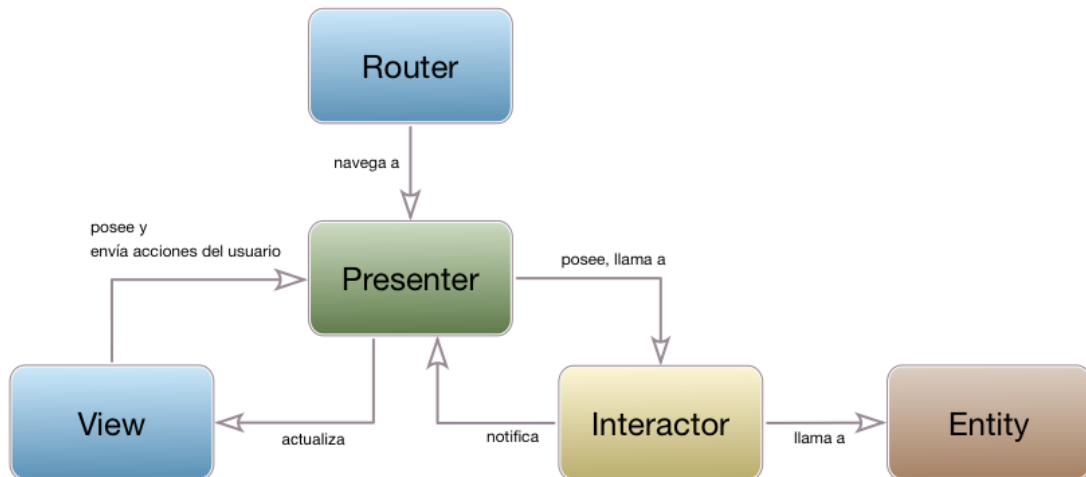 Router
navega a
posee y
envía acciones del usuario
Presenter
posee, llama a
View
actualiza
notifica
Interactor
llama a
Entity